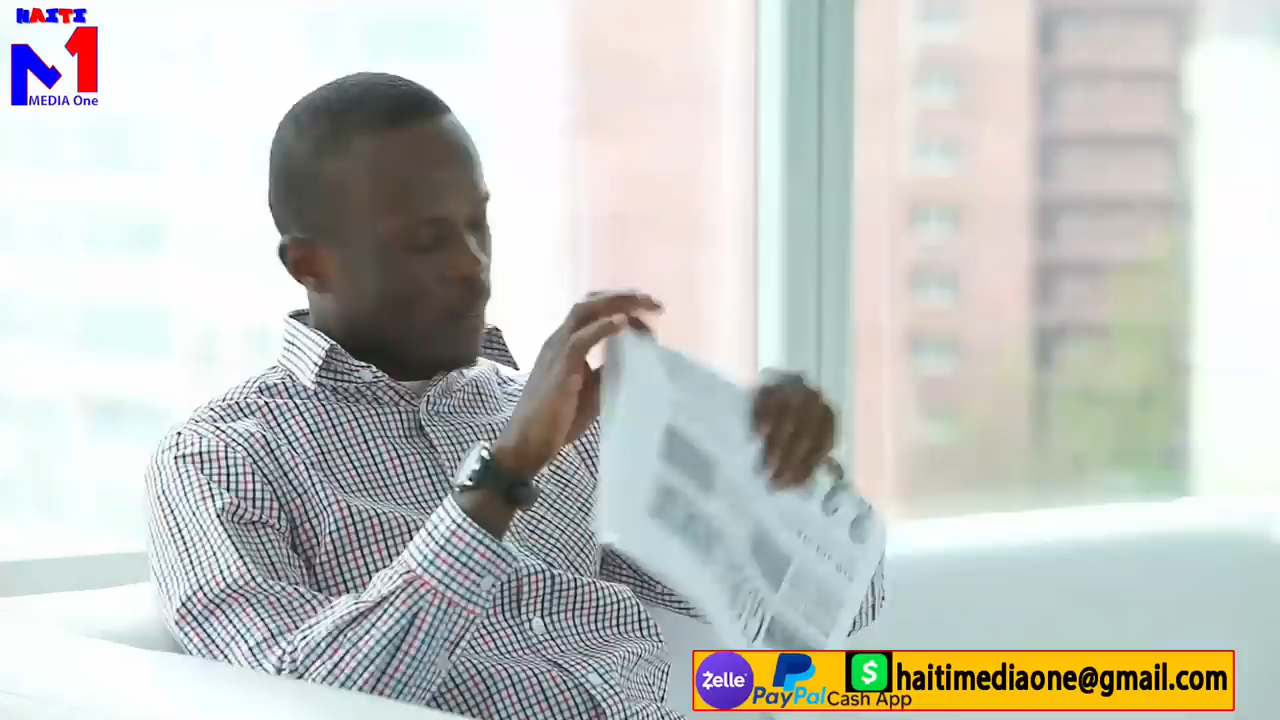 HAITI
M1
MEDIA One
Zelle
PayPal
$
Cash App
haitimediaone@gmail.com